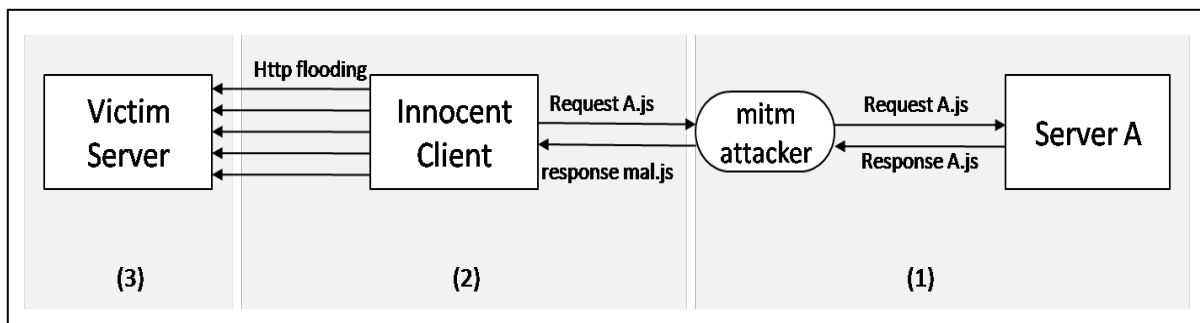 Http flooding
Victim
Server
Innocent
Client
Request A.js
response mal.js
mitm
attacker
Request A.js
Response A.js
Server A
(3)
(2)
(1)